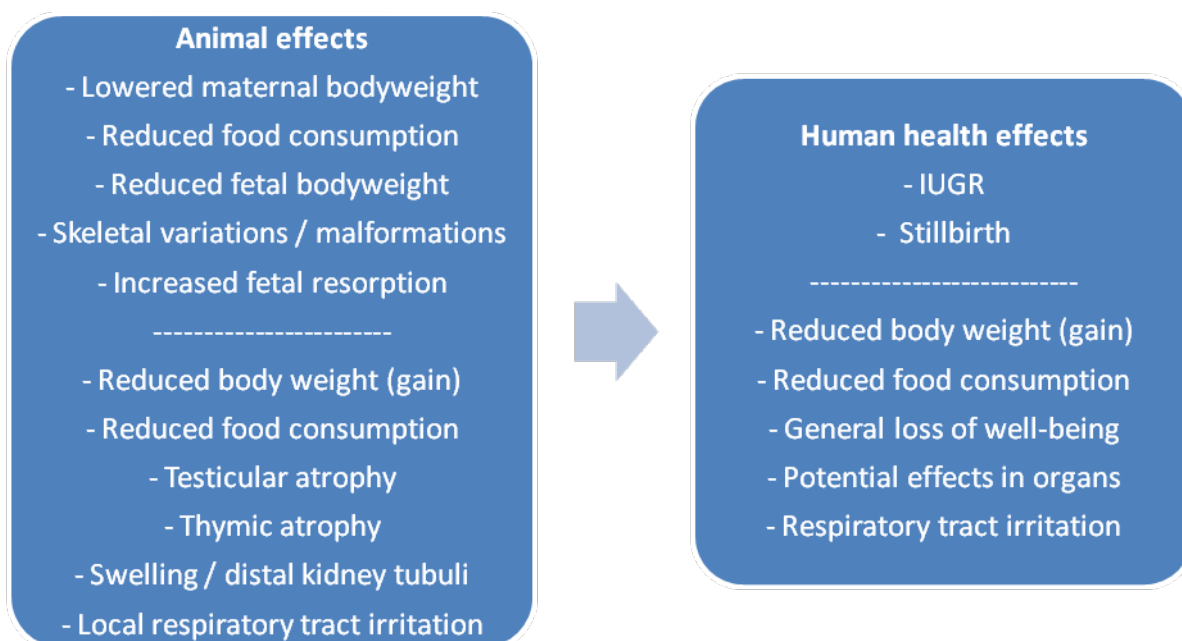 Animal effects
- Lowered maternal bodyweight
- Reduced food consumption
- Reduced fetal bodyweight
- Skeletal variations / malformations
- Increased fetal resorption
------------------------
- Reduced body weight (gain)
- Reduced food consumption
- Testicular atrophy
- Thymic atrophy
- Swelling / distal kidney tubuli
- Local respiratory tract irritation
Human health effects
- IUGR
- Stillbirth
---------------------------
- Reduced body weight (gain)
- Reduced food consumption
- General loss of well-being
- Potential effects in organs
- Respiratory tract irritation